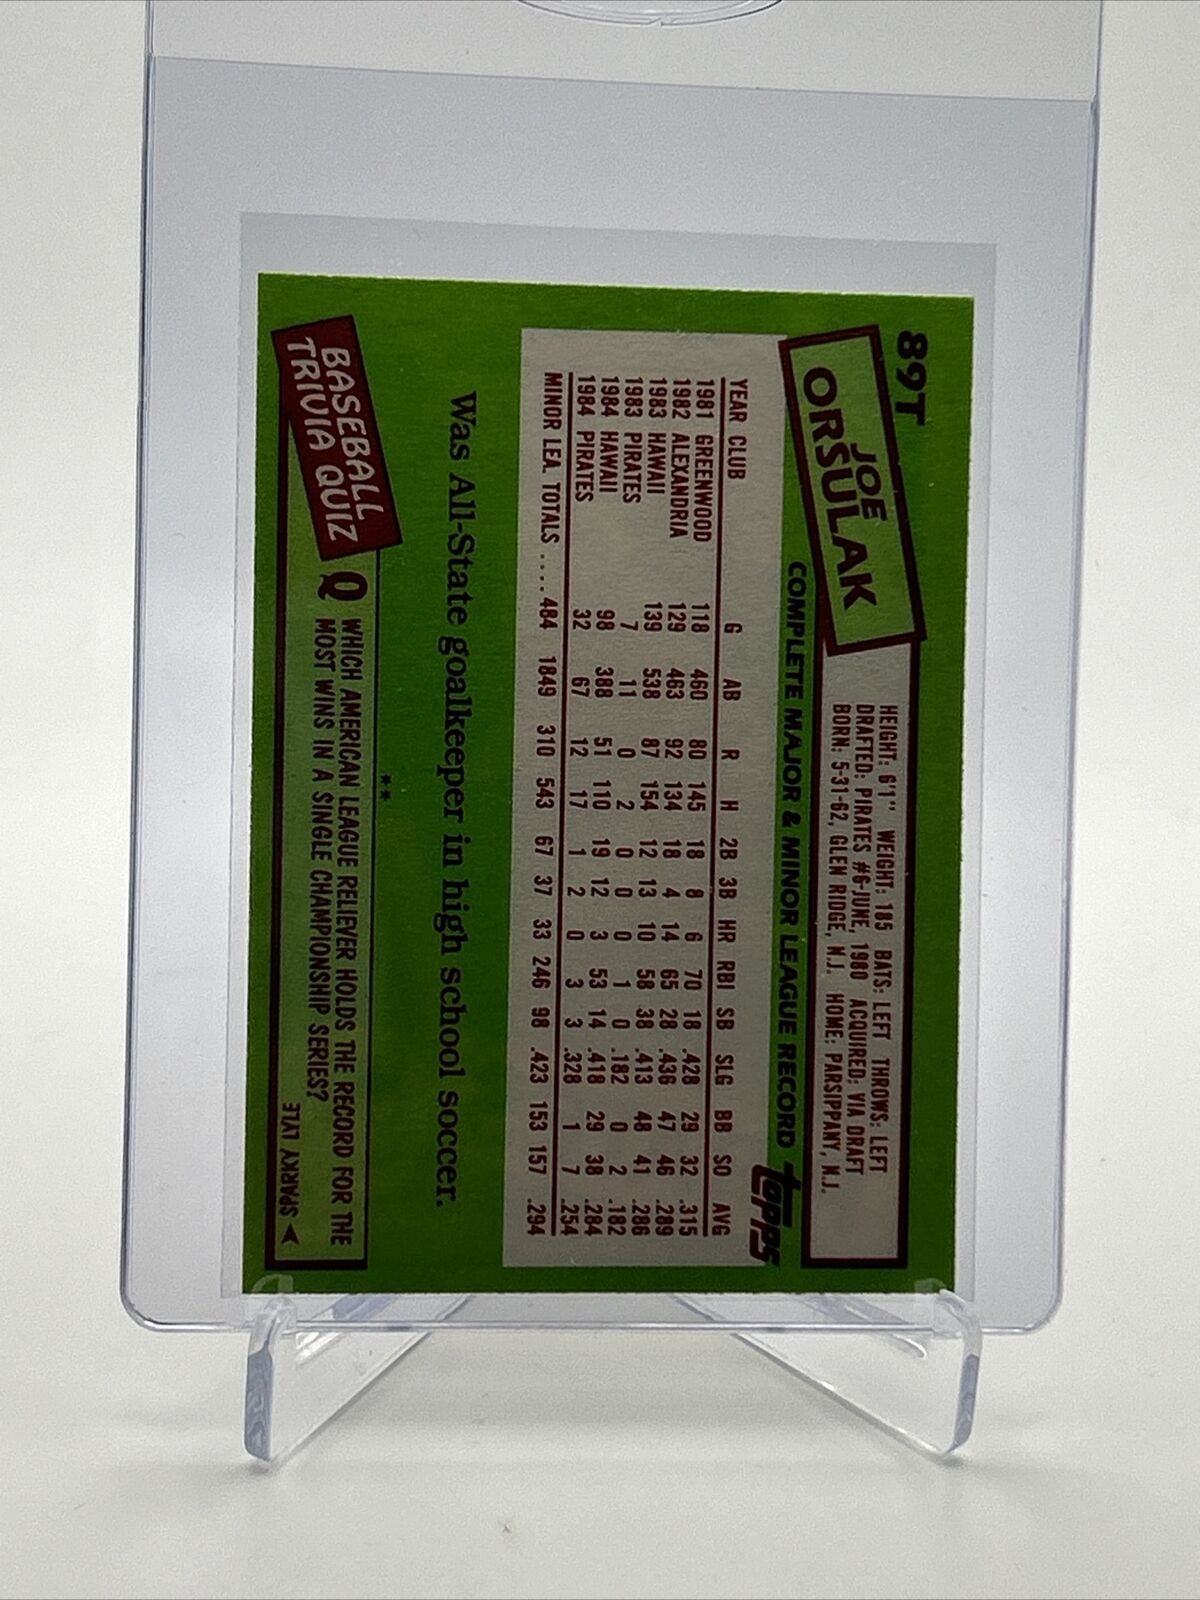 89T
JOE
ORSULAK
HEIGHT: 6'1" WEIGHT: 185 BATS: LEFT THROWS: LEFT
DRAFTED: PIRATES #6-JUNE, 1980 ACQUIRED: VIA DRAFT
BORN: 5-31-62, GLEN RIDGE, N.J. HOME: PARSIPPANY, N.J.
COMPLETE MAJOR & MINOR LEAGUE RECORD
topps
YEAR CLUB G AB R H 2B 3B HR RBI SB SLG BB SO AVG
1981 GREENWOOD 118 460 80 145 18 8 6 70 18 .428 29 32 .315
1982 ALEXANDRIA 129 463 92 134 18 4 14 65 28 .436 47 46 .289
1983 HAWAII 139 538 87 154 12 13 10 58 38 .413 48 41 .286
1983 PIRATES 7 11 0 2 0 0 0 1 0 .182 0 2 .182
1984 HAWAII 98 388 51 110 19 12 3 53 14 .418 29 38 .284
1984 PIRATES 32 67 12 17 1 2 0 3 3 .328 1 7 .254
MINOR LEA. TOTALS .... 484 1849 310 543 67 37 33 246 98 .423 153 157 .294
Was All-State goalkeeper in high school soccer.
**
BASEBALL
TRIVIA QUIZ
Q WHICH AMERICAN LEAGUE RELIEVER HOLDS THE RECORD FOR THE
MOST WINS IN A SINGLE CHAMPIONSHIP SERIES?
SPARKY LYLE